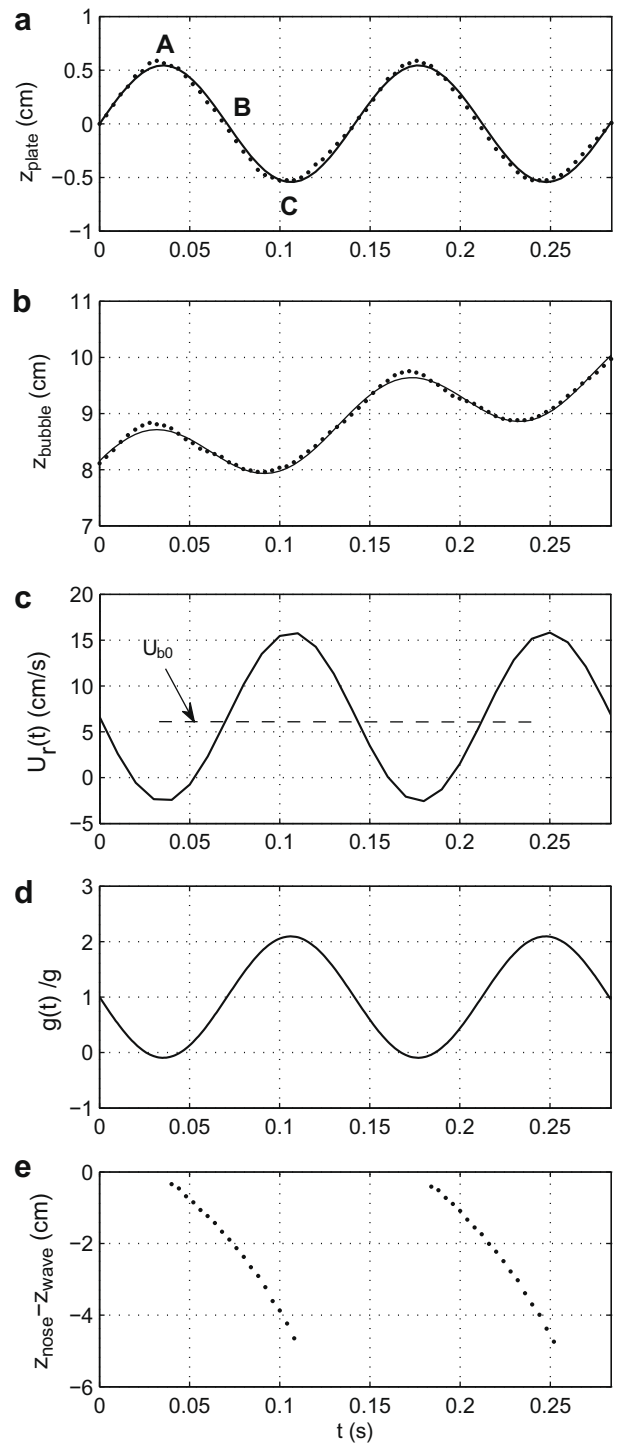 a
1
0.5
0
−0.5
−1
z_plate (cm)
A
B
C
0 0.05 0.1 0.15 0.2 0.25
b
11
10
9
8
7
z_bubble (cm)
0 0.05 0.1 0.15 0.2 0.25
c
20
15
10
5
0
−5
U_r(t) (cm/s)
U_b0
0 0.05 0.1 0.15 0.2 0.25
d
3
2
1
0
−1
g(t) /g
0 0.05 0.1 0.15 0.2 0.25
e
0
−2
−4
−6
z_nose−z_wave (cm)
0 0.05 0.1 0.15 0.2 0.25
t (s)